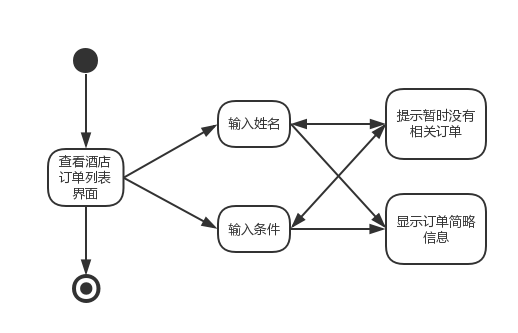 查看酒店
订单列表
界面
输入姓名
输入条件
提示暂时没有
相关订单
显示订单简略
信息